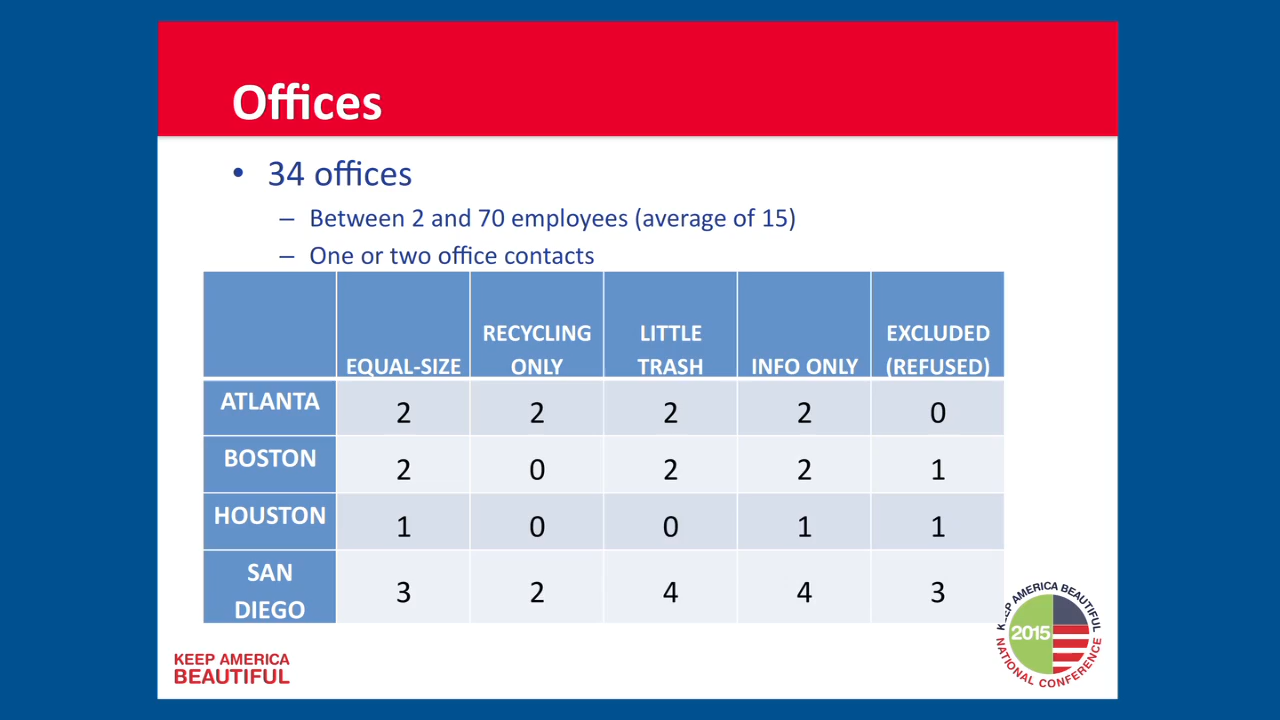 Offices
• 34 offices
– Between 2 and 70 employees (average of 15)
– One or two office contacts
EQUAL-SIZE RECYCLING ONLY LITTLE TRASH INFO ONLY EXCLUDED (REFUSED)
ATLANTA 2 2 2 2 0
BOSTON 2 0 2 2 1
HOUSTON 1 0 0 1 1
SAN DIEGO 3 2 4 4 3
KEEP AMERICA
BEAUTIFUL
KEEP AMERICA BEAUTIFUL
2015
NATIONAL CONFERENCE